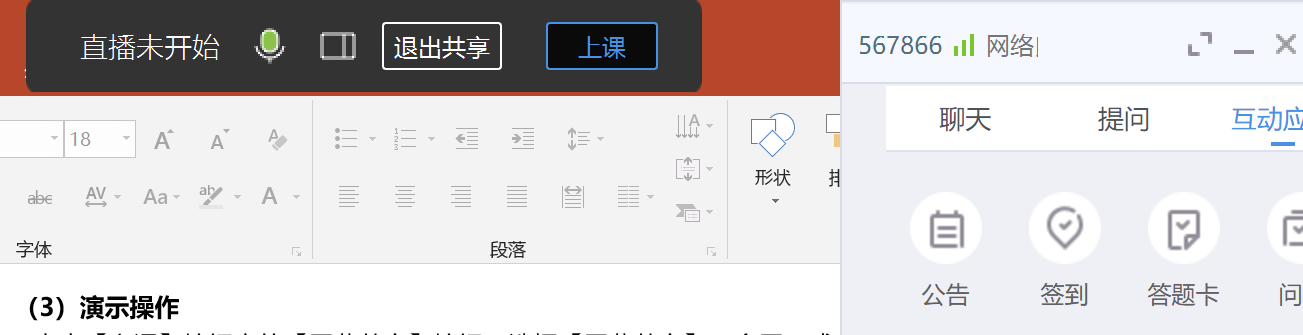 直播未开始 退出共享 上课
567866 网络
聊天 提问 互动应
18
形状
字体 段落
公告 签到 答题卡 问
(3)演示操作